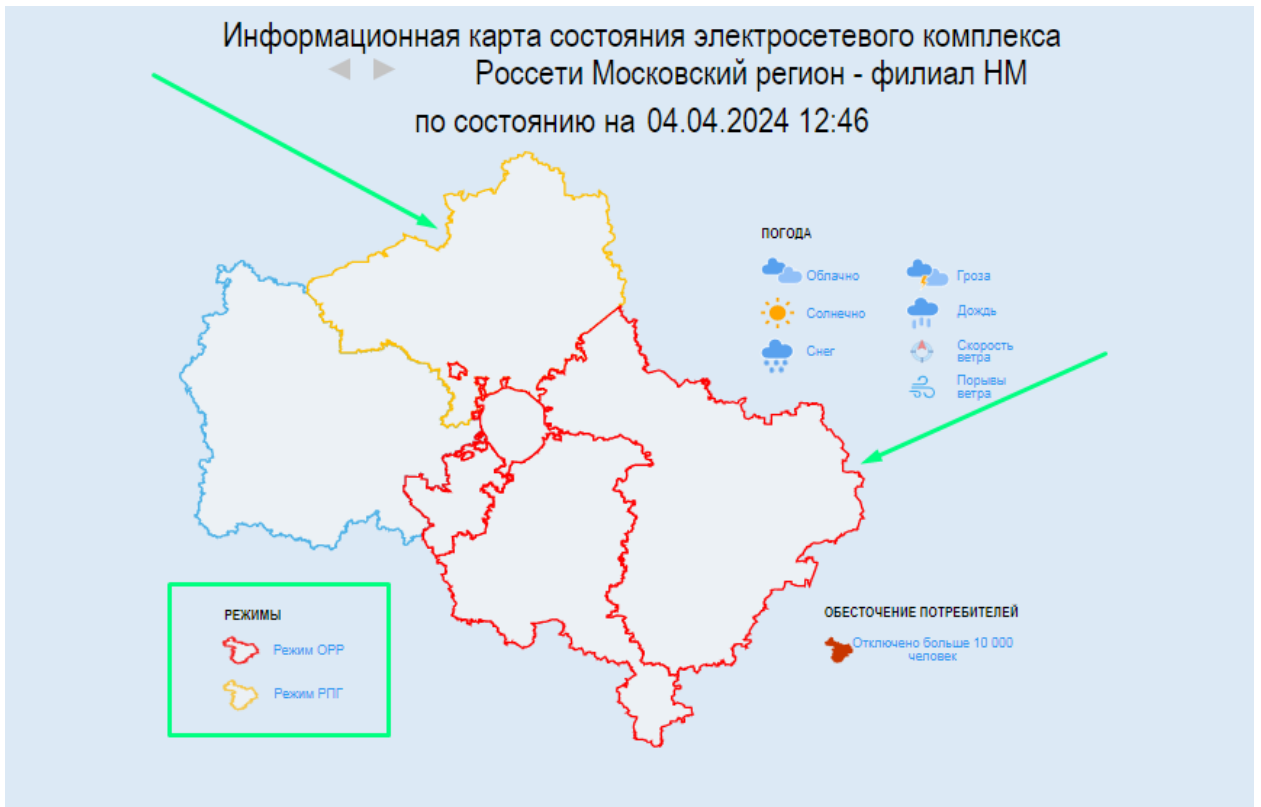 Информационная карта состояния электросетевого комплекса
Россети Московский регион - филиал НМ
по состоянию на 04.04.2024 12:46
ПОГОДА
Облачно
Гроза
Солнечно
Дождь
Снег
Скорость
ветра
Порывы
ветра
РЕЖИМЫ
Режим ОРР
Режим РПГ
ОБЕСТОЧЕНИЕ ПОТРЕБИТЕЛЕЙ
Отключено больше 10 000
человек